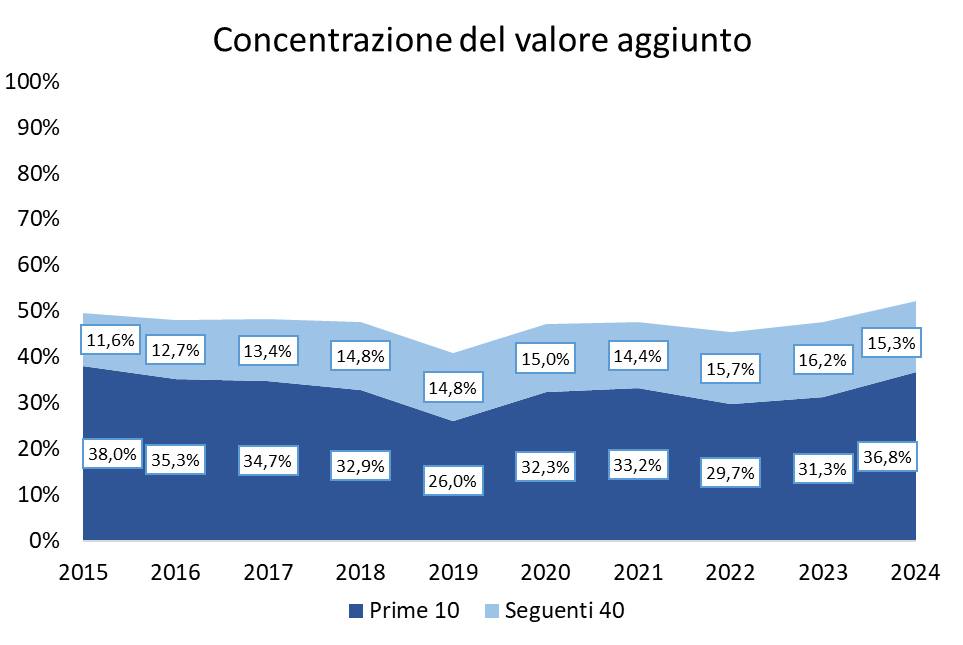 Concentrazione del valore aggiunto
100%
90%
80%
70%
60%
50%
40%
30%
20%
10%
0%
11,6% 12,7% 13,4% 14,8% 14,8% 15,0% 14,4% 15,7% 16,2% 15,3%
38,0% 35,3% 34,7% 32,9% 26,0% 32,3% 33,2% 29,7% 31,3% 36,8%
2015 2016 2017 2018 2019 2020 2021 2022 2023 2024
Prime 10 Seguenti 40